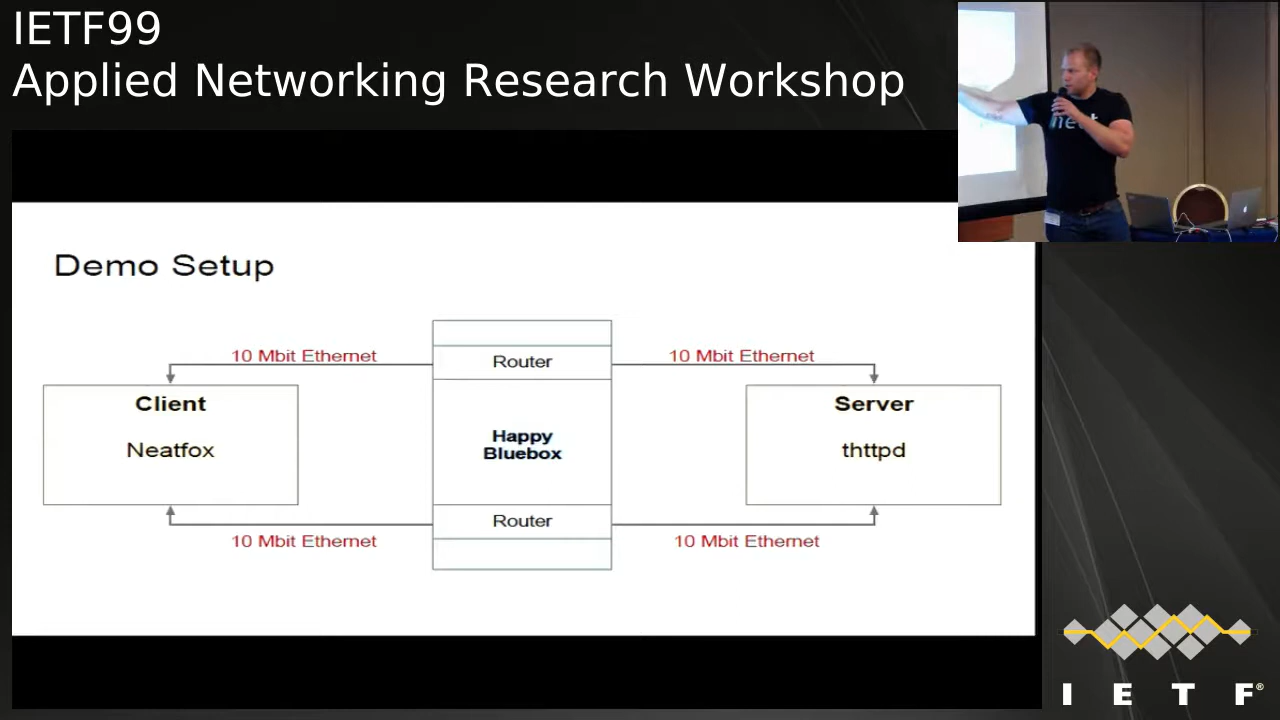 IETF99
Applied Networking Research Workshop
neat
Demo Setup
10 Mbit Ethernet
Router
10 Mbit Ethernet
Client
Neatfox
Happy
Bluebox
Server
thttpd
Router
10 Mbit Ethernet
10 Mbit Ethernet
I E T F®